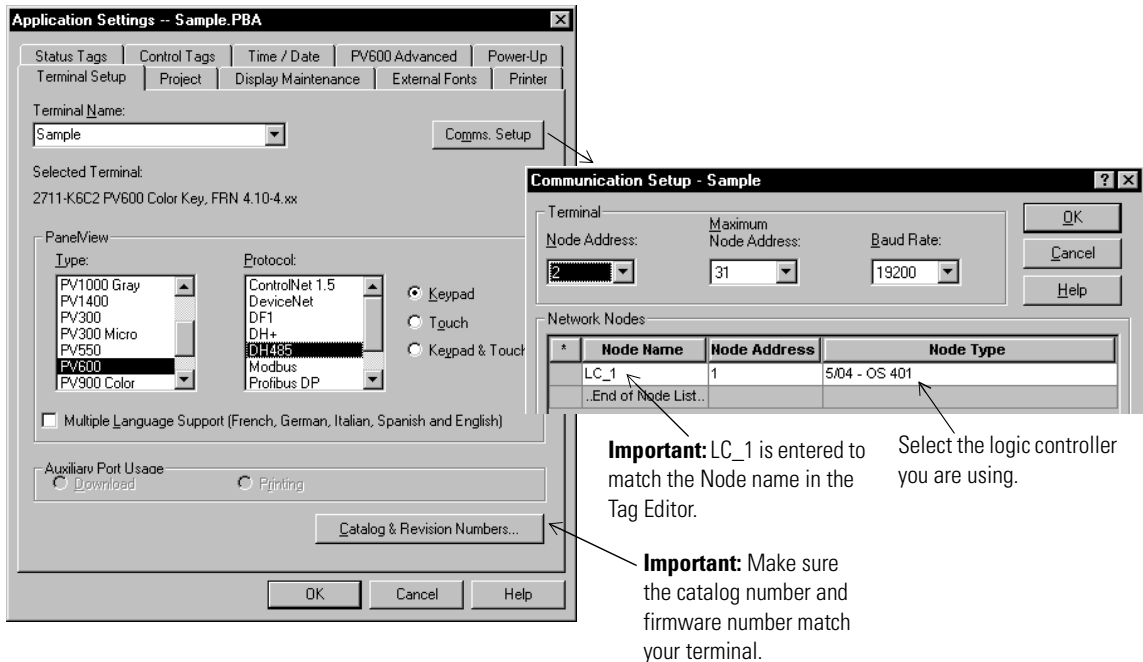 Application Settings -- Sample.PBA
Status Tags Control Tags Time / Date PV600 Advanced Power-Up
Terminal Setup Project Display Maintenance External Fonts Printer
Terminal Name:
Sample
Comms. Setup
Selected Terminal:
2711-K6C2 PV600 Color Key, FRN 4.10-4.xx
PanelView
Type:
PV1000 Gray
PV1400
PV300
PV300 Micro
PV550
PV600
PV900 Color
Protocol:
ControlNet 1.5
DeviceNet
DF1
DH+
DH485
Modbus
Profibus DP
Keypad
Touch
Keypad & Touch
Multiple Language Support (French, German, Italian, Spanish and English)
Auxiliary Port Usage
Download Printing
Catalog & Revision Numbers...
OK Cancel Help
Communication Setup - Sample
Terminal
Node Address:
2
Maximum
Node Address:
31
Baud Rate:
19200
OK
Cancel
Help
Network Nodes
* Node Name Node Address Node Type
LC_1 1 5/04 - OS 401
..End of Node List..
Important: LC_1 is entered to
match the Node name in the
Tag Editor.
Select the logic controller
you are using.
Important: Make sure
the catalog number and
firmware number match
your terminal.